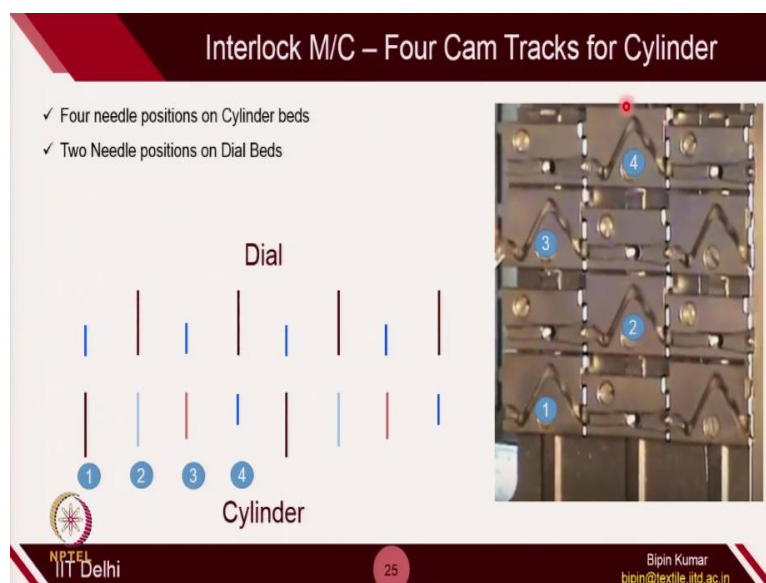 Interlock M/C – Four Cam Tracks for Cylinder
✓ Four needle positions on Cylinder beds
✓ Two Needle positions on Dial Beds
Dial
1 2 3 4
Cylinder
4
3
2
1
NPTEL
IIT Delhi
25
Bipin Kumar
bipin@textile.iitd.ac.in